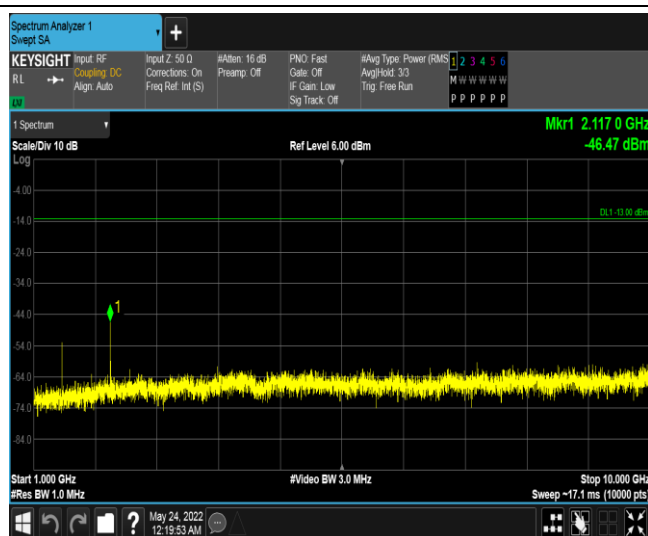 Spectrum Analyzer 1
Swept SA
+
KEYSIGHT
RL
LXI
Input: RF
Coupling: DC
Align: Auto
Input Z: 50 Ω
Corrections: On
Freq Ref: Int (S)
#Atten: 16 dB
Preamp: Off
PNO: Fast
Gate: Off
IF Gain: Low
Sig Track: Off
#Avg Type: Power (RMS
Avg|Hold: 3/3
Trig: Free Run
1 2 3 4 5 6
M W W W W W
P P P P P P
1 Spectrum
Mkr1 2.117 0 GHz
Scale/Div 10 dB
Ref Level 6.00 dBm
-46.47 dBm
Log
-4.00
DL1 -13.00 dBm
-14.0
-24.0
-34.0
1
-44.0
-54.0
-64.0
-74.0
-84.0
Start 1.000 GHz
#Video BW 3.0 MHz
Stop 10.000 GHz
#Res BW 1.0 MHz
Sweep ~17.1 ms (10000 pts)
?
May 24, 2022
12:19:53 AM